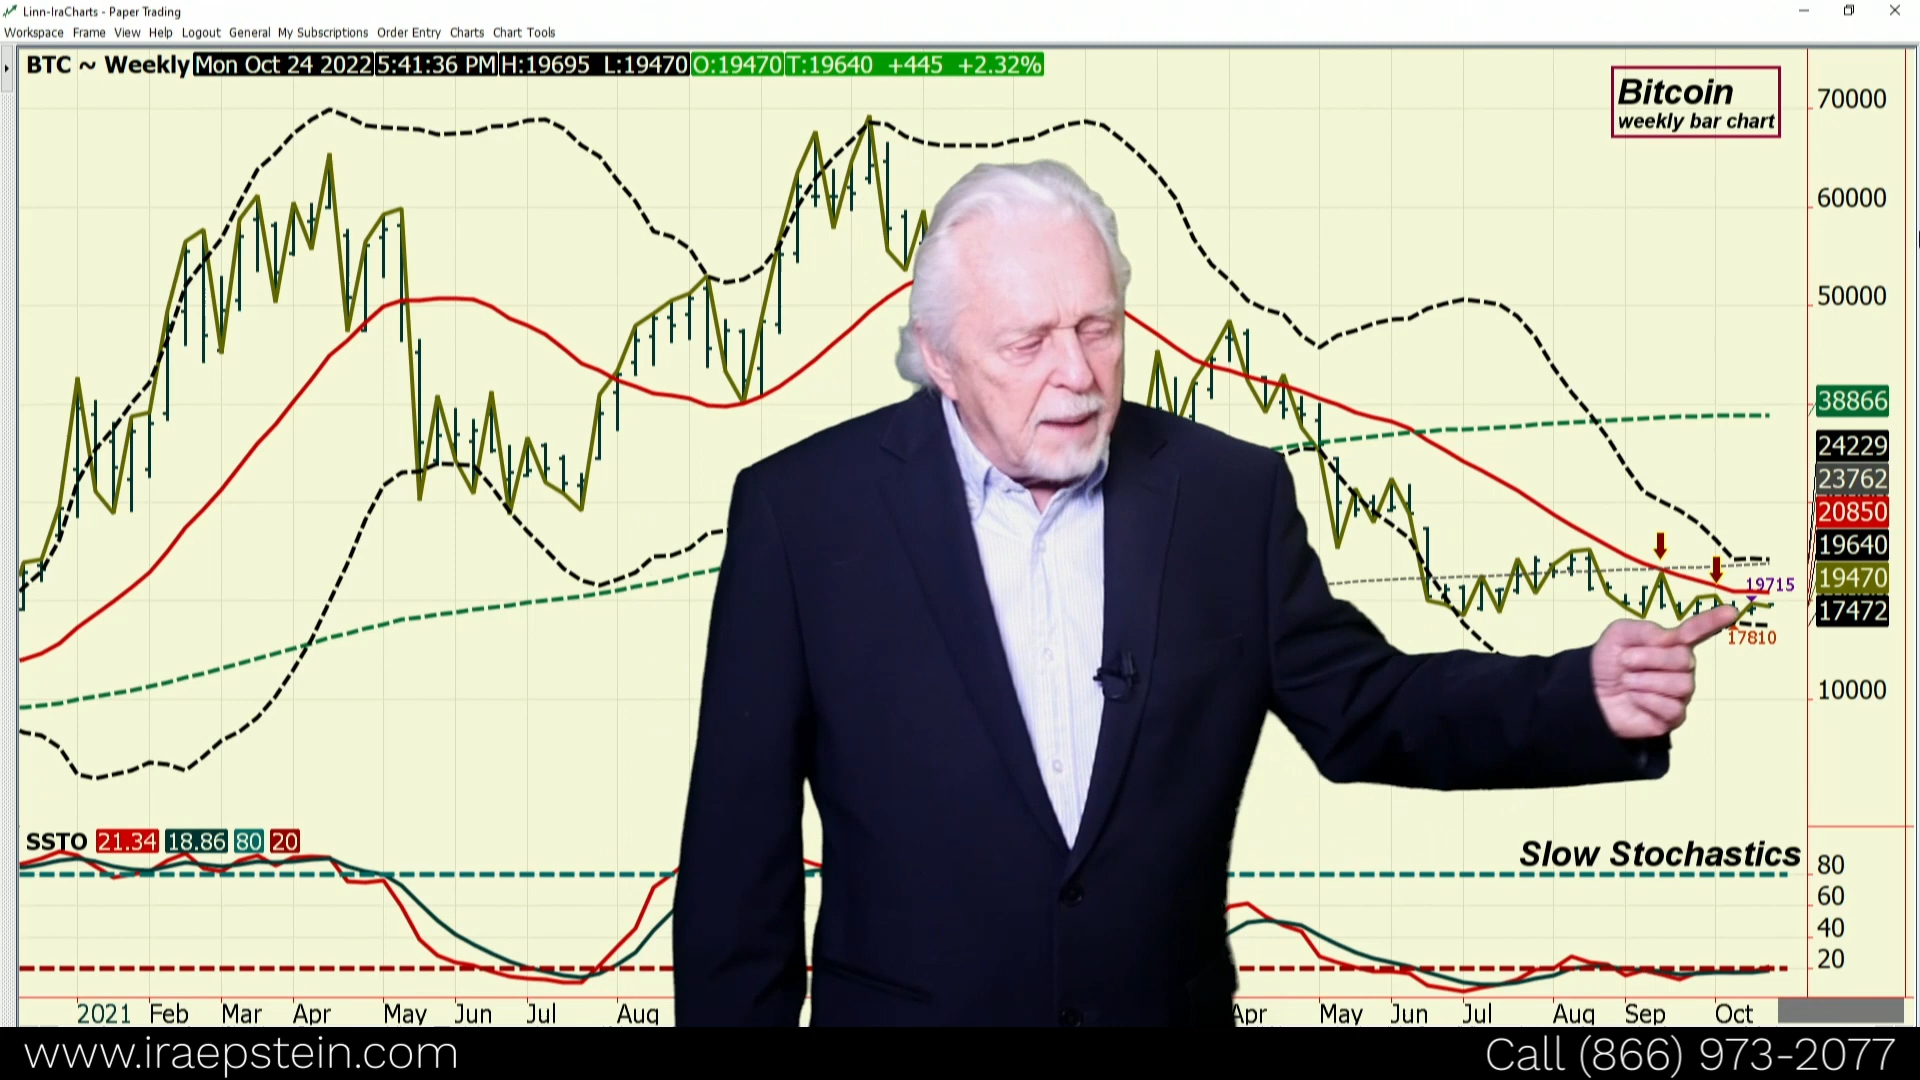 Linn-IraCharts - Paper Trading
Workspace Frame View Help Logout General My Subscriptions Order Entry Charts Chart Tools
BTC ~ Weekly Mon Oct 24 2022 5:41:36 PM H:19695 L:19470 O:19470 T:19640 +445 +2.32%
Bitcoin
weekly bar chart
70000
60000
50000
38866
24229
23762
20850
19640
19470
17472
19715
17810
10000
SSTO 21.34 18.86 80 20
Slow Stochastics
80
60
40
20
2021 Feb Mar Apr May Jun Jul Aug Apr May Jun Jul Aug Sep Oct
www.iraepstein.com
Call (866) 973-2077